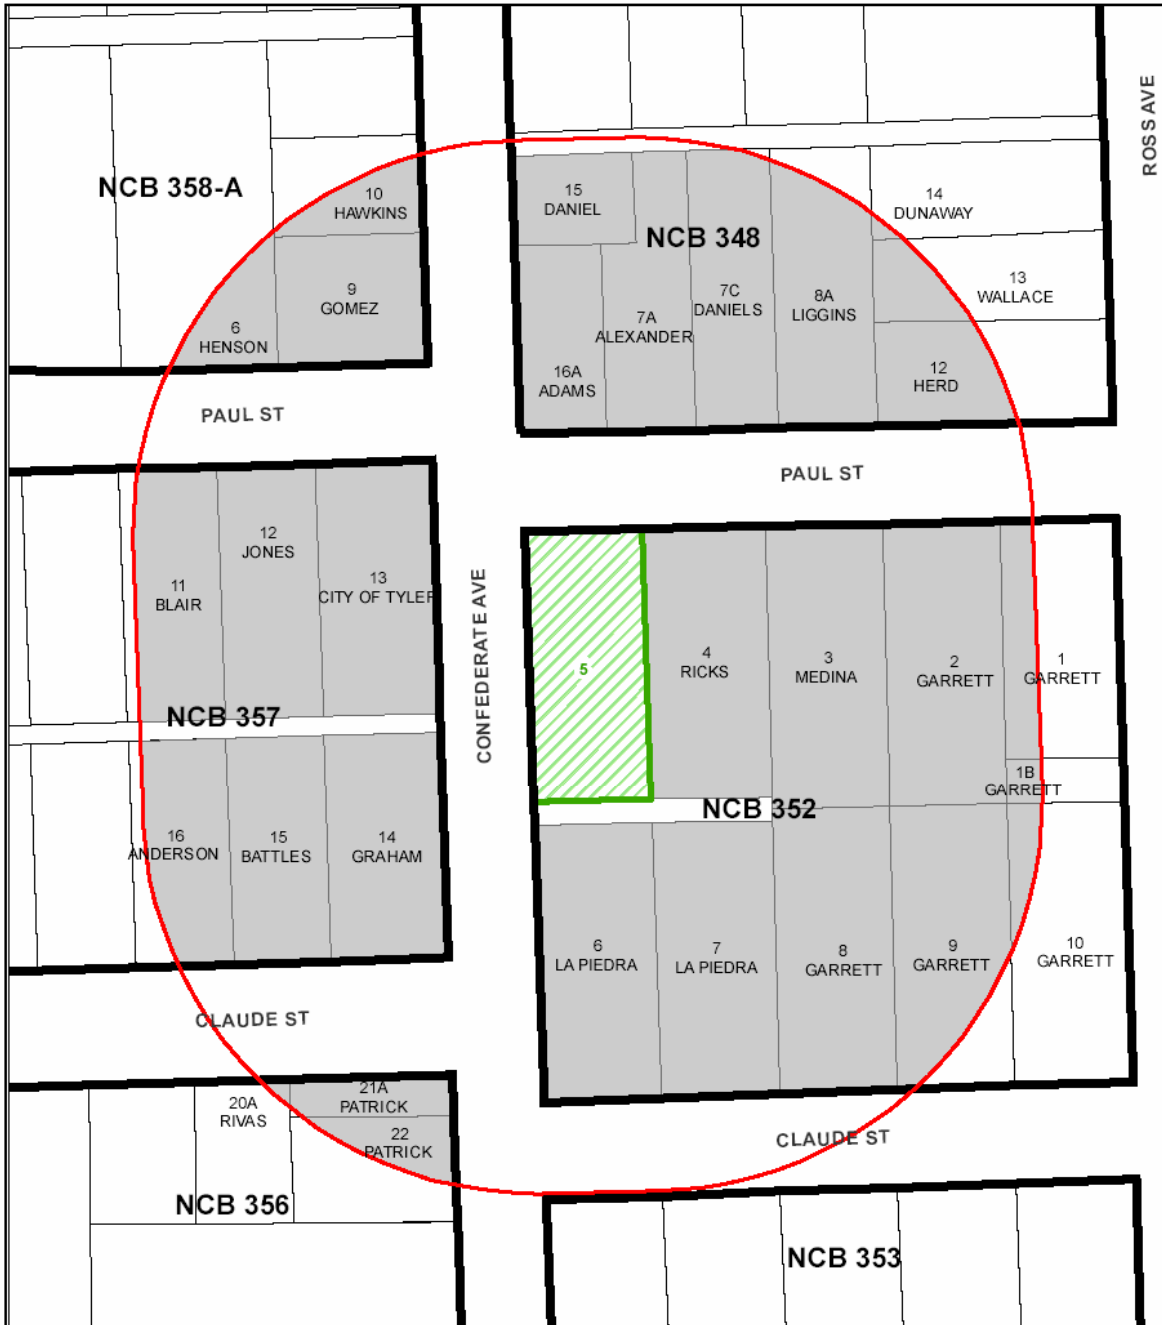 ROSS AVE
NCB 358-A
10
HAWKINS
15
DANIEL
14
DUNAWAY
NCB 348
9
GOMEZ
7C
DANIELS
8A
LIGGINS
13
WALLACE
6
HENSON
7A
ALEXANDER
16A
ADAMS
12
HERD
PAUL ST
PAUL ST
12
JONES
11
BLAIR
13
CITY OF TYLER
CONFEDERATE AVE
5
4
RICKS
3
MEDINA
2
GARRETT
1
GARRETT
NCB 357
1B
GARRETT
NCB 352
16
ANDERSON
15
BATTLES
14
GRAHAM
6
LA PIEDRA
7
LA PIEDRA
8
GARRETT
9
GARRETT
10
GARRETT
CLAUDE ST
21A
PATRICK
20A
RIVAS
22
PATRICK
CLAUDE ST
NCB 356
NCB 353